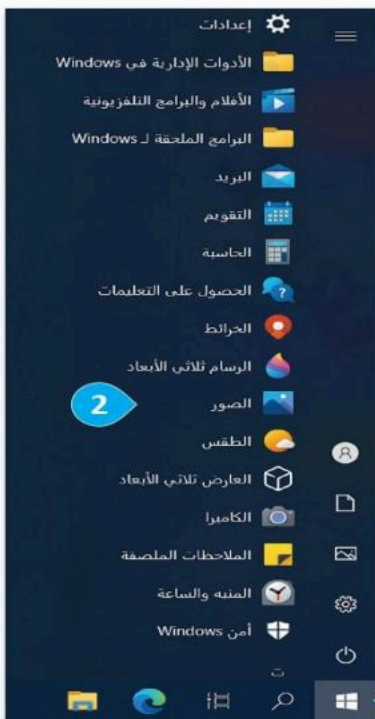 إعدادات
الأدوات الإدارية في Windows
الأفلام والبرامج التلفزيونية
البرامج الملحقة لـ Windows
البريد
التقويم
الحاسبة
الحصول على التعليمات
الخرائط
الرسام ثلاثي الأبعاد
الصور
2
الطقس
العارض ثلاثي الأبعاد
الكاميرا
الملاحظات الملصقة
المنبه والساعة
أمن Windows
ت